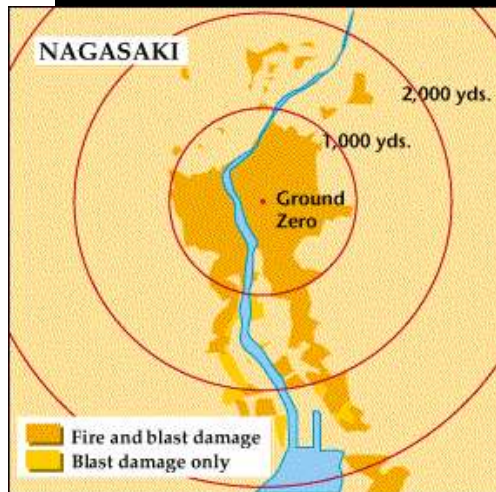 NAGASAKI
2,000 yds.
1,000 yds.
Ground
Zero
Fire and blast damage
Blast damage only